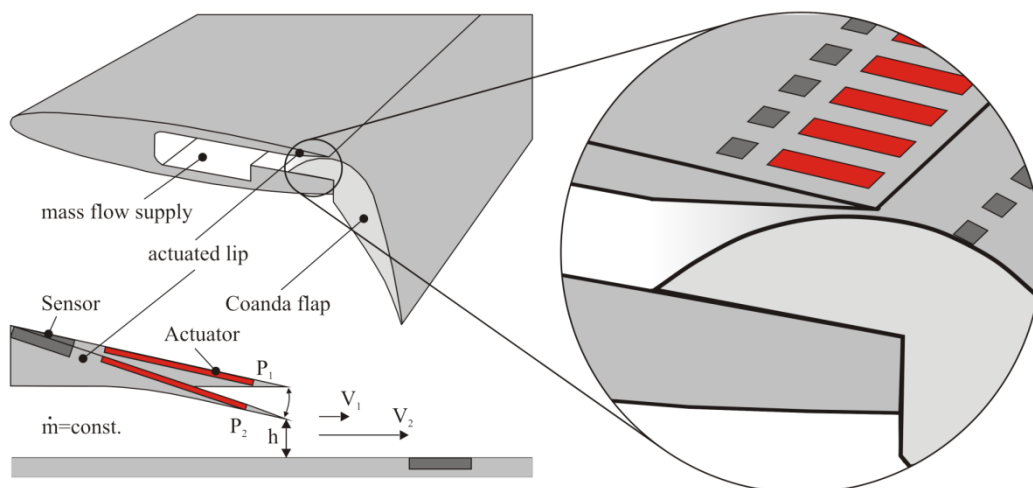 mass flow supply
actuated lip
Coanda flap
Sensor
Actuator
P₁
V₁
V₂
P₂
h
ṁ=const.